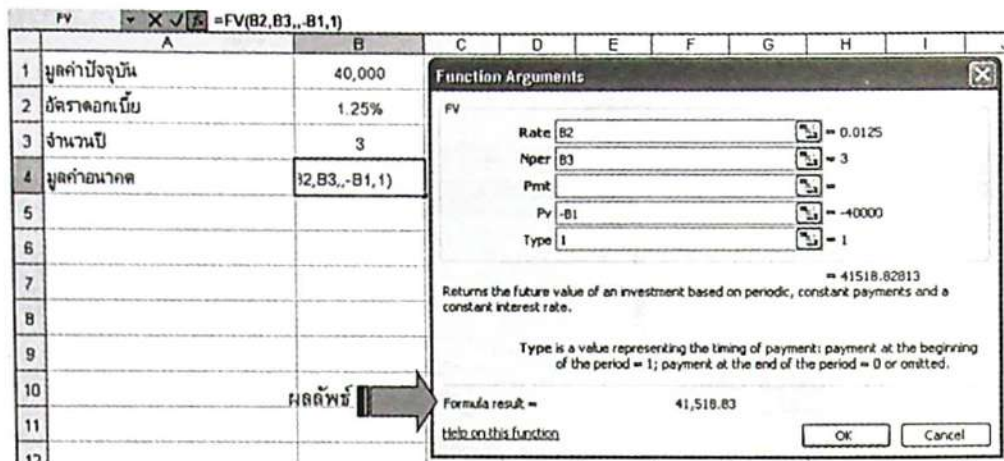 FV =FV(B2,B3,,-B1,1)
A B C D E F G H I
1 มูลค่าปัจจุบัน 40,000
2 อัตราดอกเบี้ย 1.25%
3 จำนวนปี 3
4 มูลค่าอนาคต 32,B3,,-B1,1)
5
6
7
8
9
10 ผลลัพธ์
11
12
Function Arguments
FV
Rate B2 = 0.0125
Nper B3 = 3
Pmt =
Pv -B1 = -40000
Type 1 = 1
= 41518.82813
Returns the future value of an investment based on periodic, constant payments and a
constant interest rate.
Type is a value representing the timing of payment: payment at the beginning
of the period = 1; payment at the end of the period = 0 or omitted.
Formula result = 41,518.83
Help on this function OK Cancel